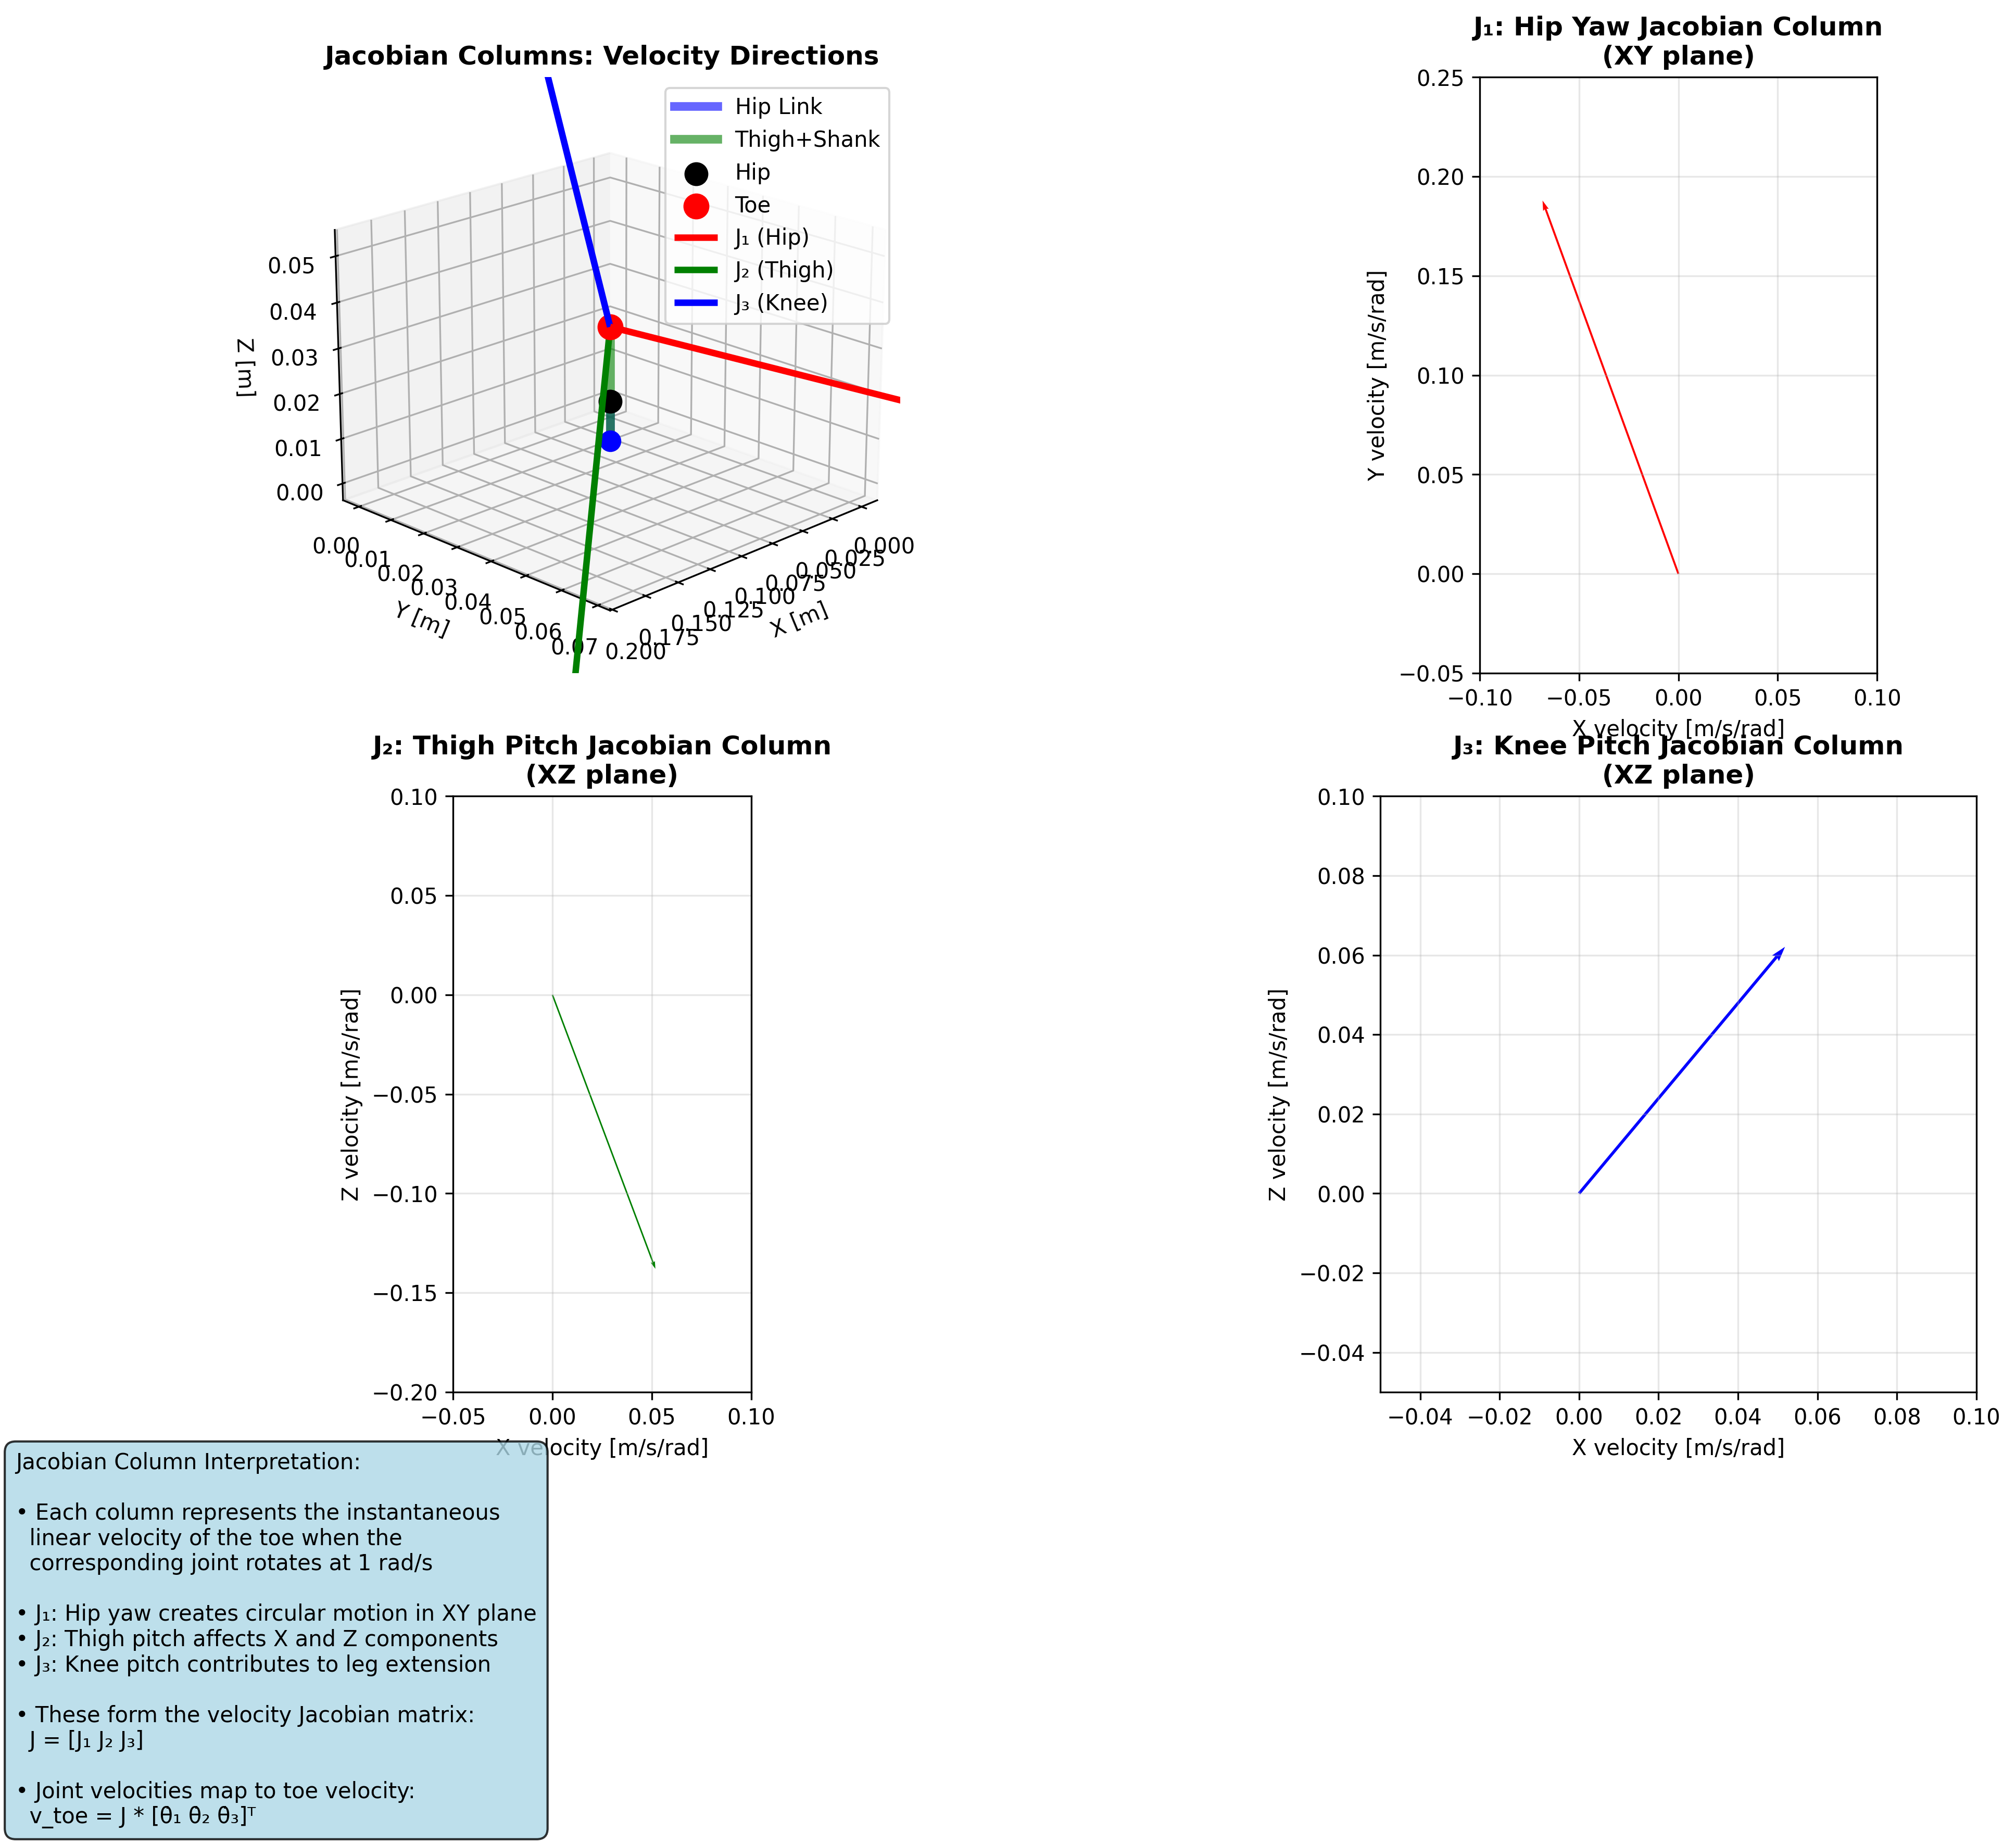 Jacobian Columns: Velocity Directions
Hip Link
Thigh+Shank
Hip
Toe
J₁ (Hip)
J₂ (Thigh)
J₃ (Knee)
Z [m]
0.05
0.04
0.03
0.02
0.01
0.00
0.00
0.01
0.02
0.03
0.04
0.05
0.06
0.07
Y [m]
0.200
0.175
0.150
0.125
0.100
0.075
0.050
0.025
0.000
X [m]
J₁: Hip Yaw Jacobian Column
(XY plane)
Y velocity [m/s/rad]
0.25
0.20
0.15
0.10
0.05
0.00
−0.05
−0.10 −0.05 0.00 0.05 0.10
X velocity [m/s/rad]
J₂: Thigh Pitch Jacobian Column
(XZ plane)
Z velocity [m/s/rad]
0.10
0.05
0.00
−0.05
−0.10
−0.15
−0.20
−0.05 0.00 0.05 0.10
X velocity [m/s/rad]
J₃: Knee Pitch Jacobian Column
(XZ plane)
Z velocity [m/s/rad]
0.10
0.08
0.06
0.04
0.02
0.00
−0.02
−0.04
−0.04 −0.02 0.00 0.02 0.04 0.06 0.08 0.10
X velocity [m/s/rad]
Jacobian Column Interpretation:
• Each column represents the instantaneous
linear velocity of the toe when the
corresponding joint rotates at 1 rad/s
• J₁: Hip yaw creates circular motion in XY plane
• J₂: Thigh pitch affects X and Z components
• J₃: Knee pitch contributes to leg extension
• These form the velocity Jacobian matrix:
J = [J₁ J₂ J₃]
• Joint velocities map to toe velocity:
v_toe = J * [θ̇₁ θ̇₂ θ̇₃]ᵀ